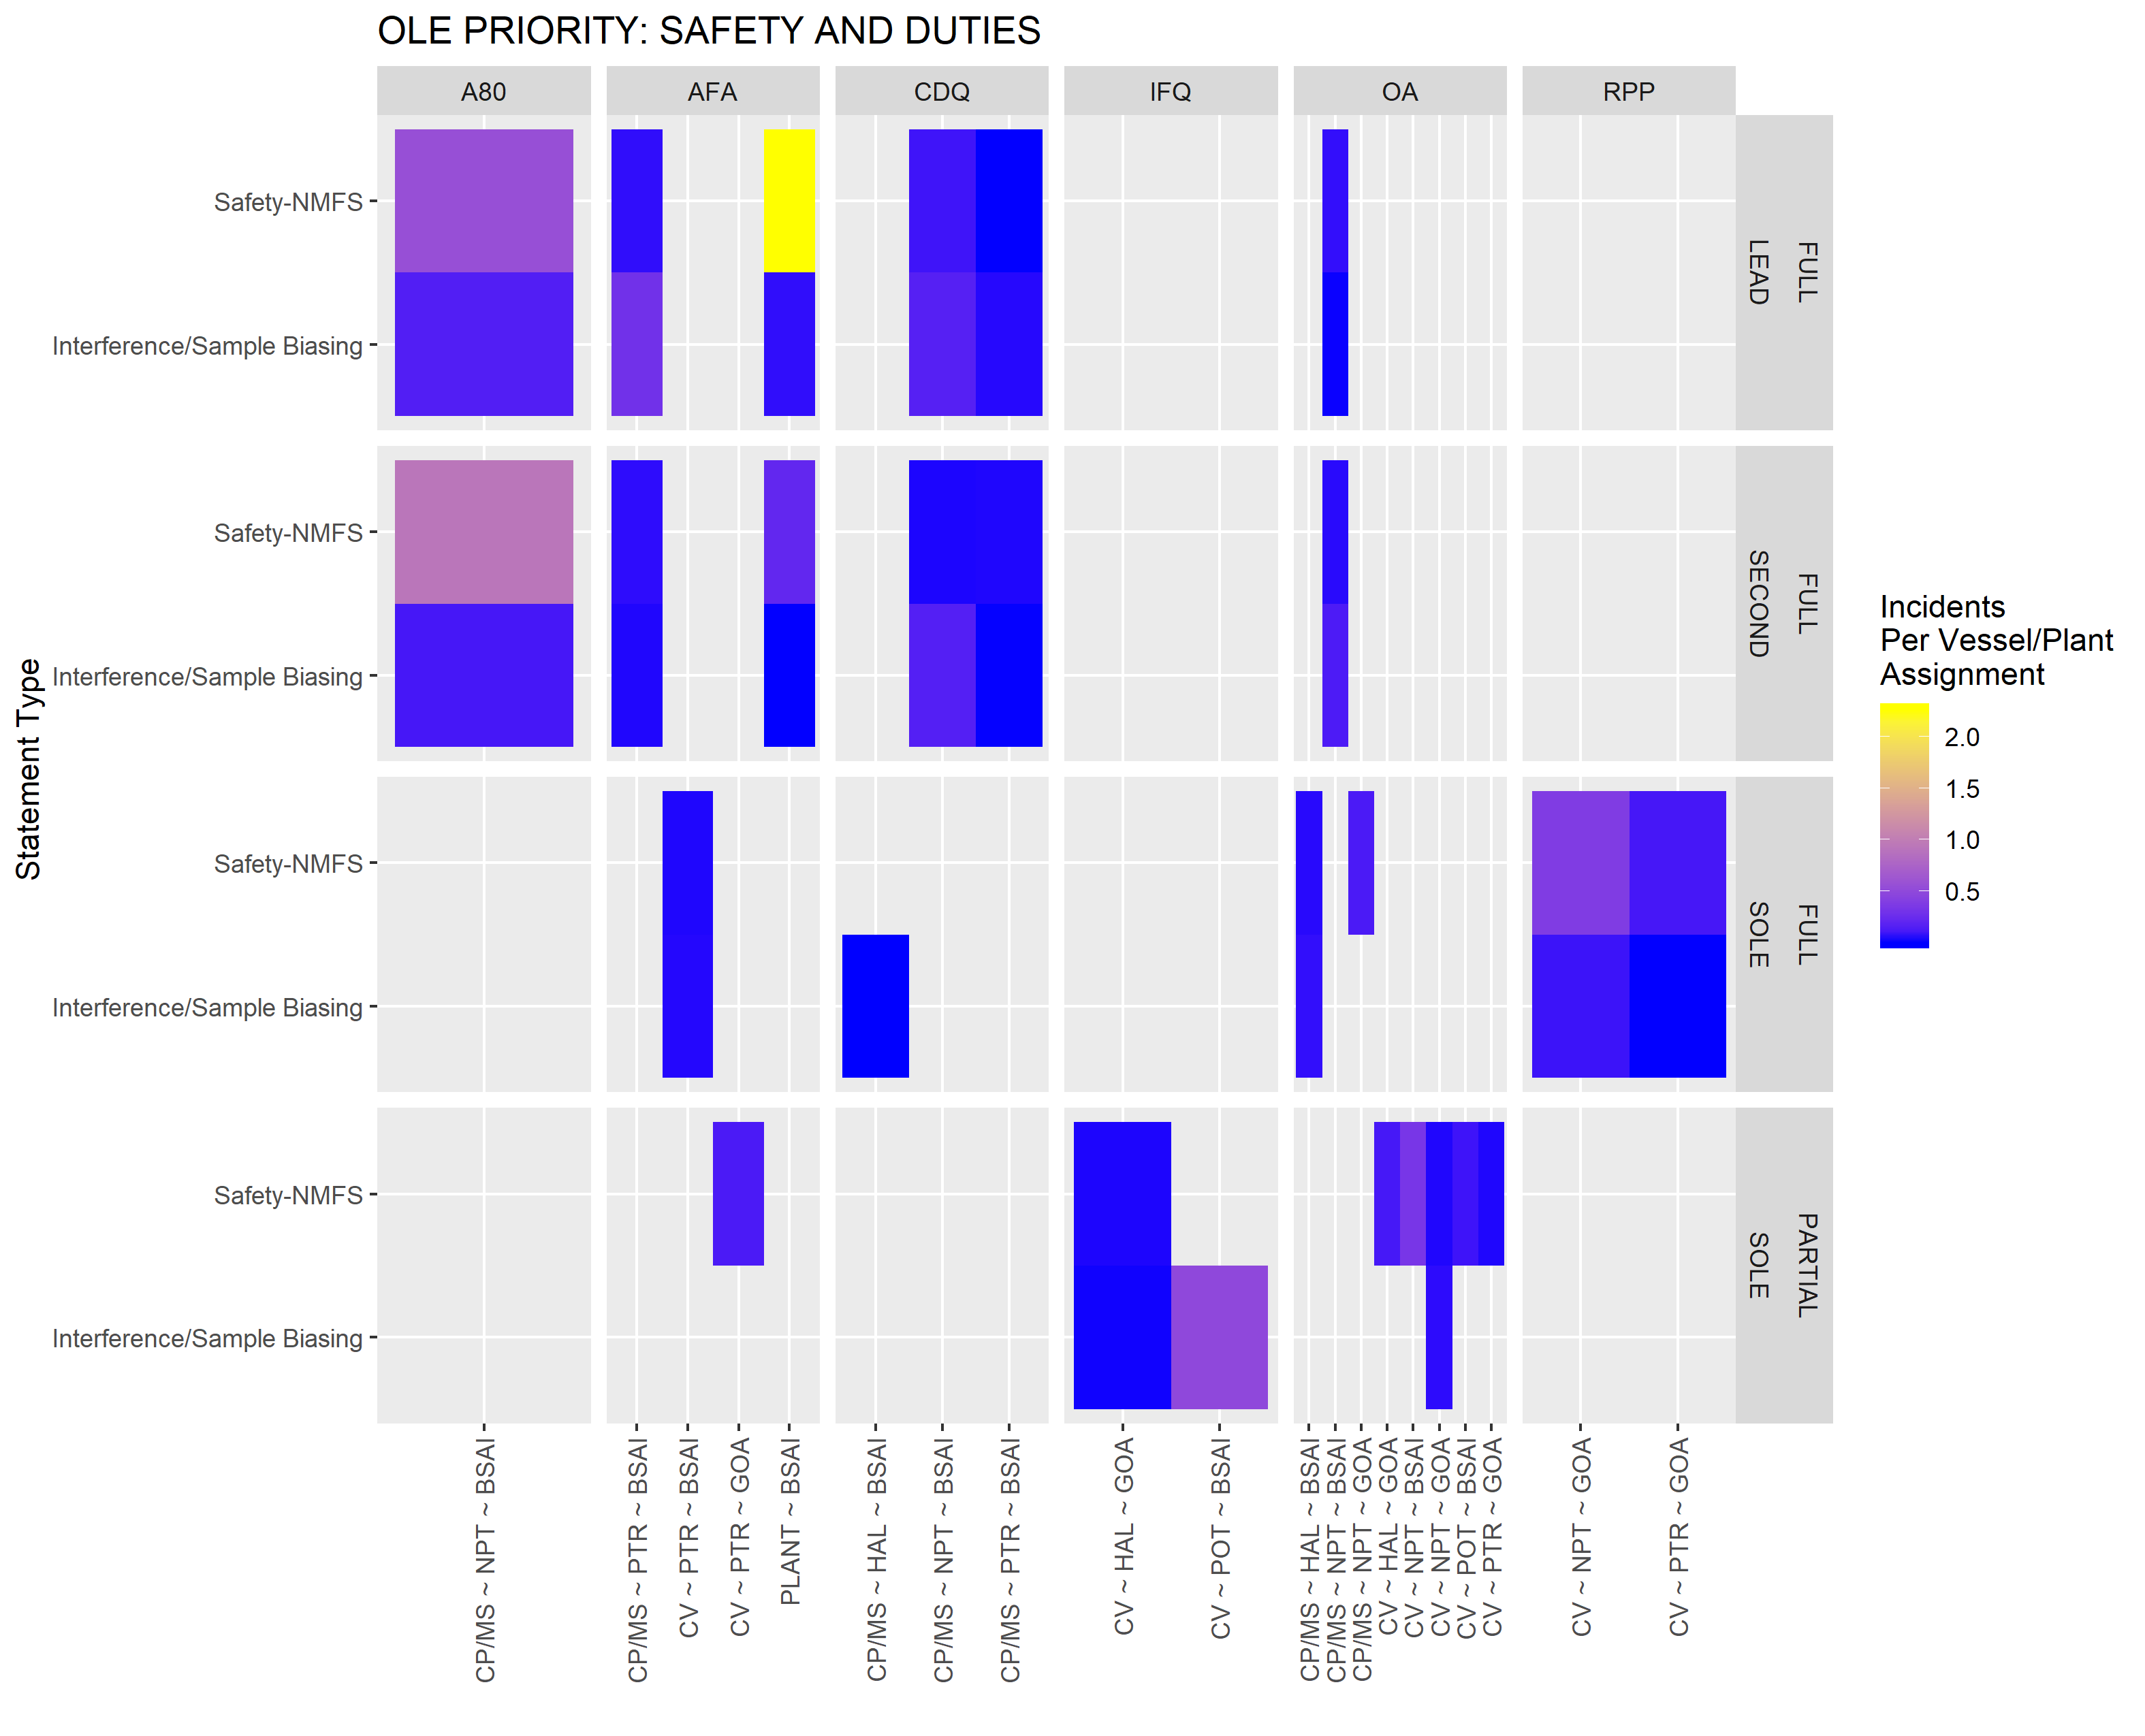 OLE PRIORITY: SAFETY AND DUTIES
A80
AFA
CDQ
IFQ
OA
RPP
Statement Type
Safety-NMFS
Interference/Sample Biasing
FULL
LEAD
Safety-NMFS
Interference/Sample Biasing
FULL
SECOND
Safety-NMFS
Interference/Sample Biasing
FULL
SOLE
Safety-NMFS
Interference/Sample Biasing
PARTIAL
SOLE
CP/MS ~ NPT ~ BSAI
CP/MS ~ PTR ~ BSAI
CV ~ PTR ~ BSAI
CV ~ PTR ~ GOA
PLANT ~ BSAI
CP/MS ~ HAL ~ BSAI
CP/MS ~ NPT ~ BSAI
CP/MS ~ PTR ~ BSAI
CV ~ HAL ~ GOA
CV ~ POT ~ BSAI
CP/MS ~ HAL ~ BSAI
CP/MS ~ NPT ~ BSAI
CP/MS ~ NPT ~ GOA
CV ~ HAL ~ GOA
CV ~ NPT ~ BSAI
CV ~ NPT ~ GOA
CV ~ POT ~ BSAI
CV ~ PTR ~ GOA
CV ~ NPT ~ GOA
CV ~ PTR ~ GOA
Incidents
Per Vessel/Plant
Assignment
2.0
1.5
1.0
0.5